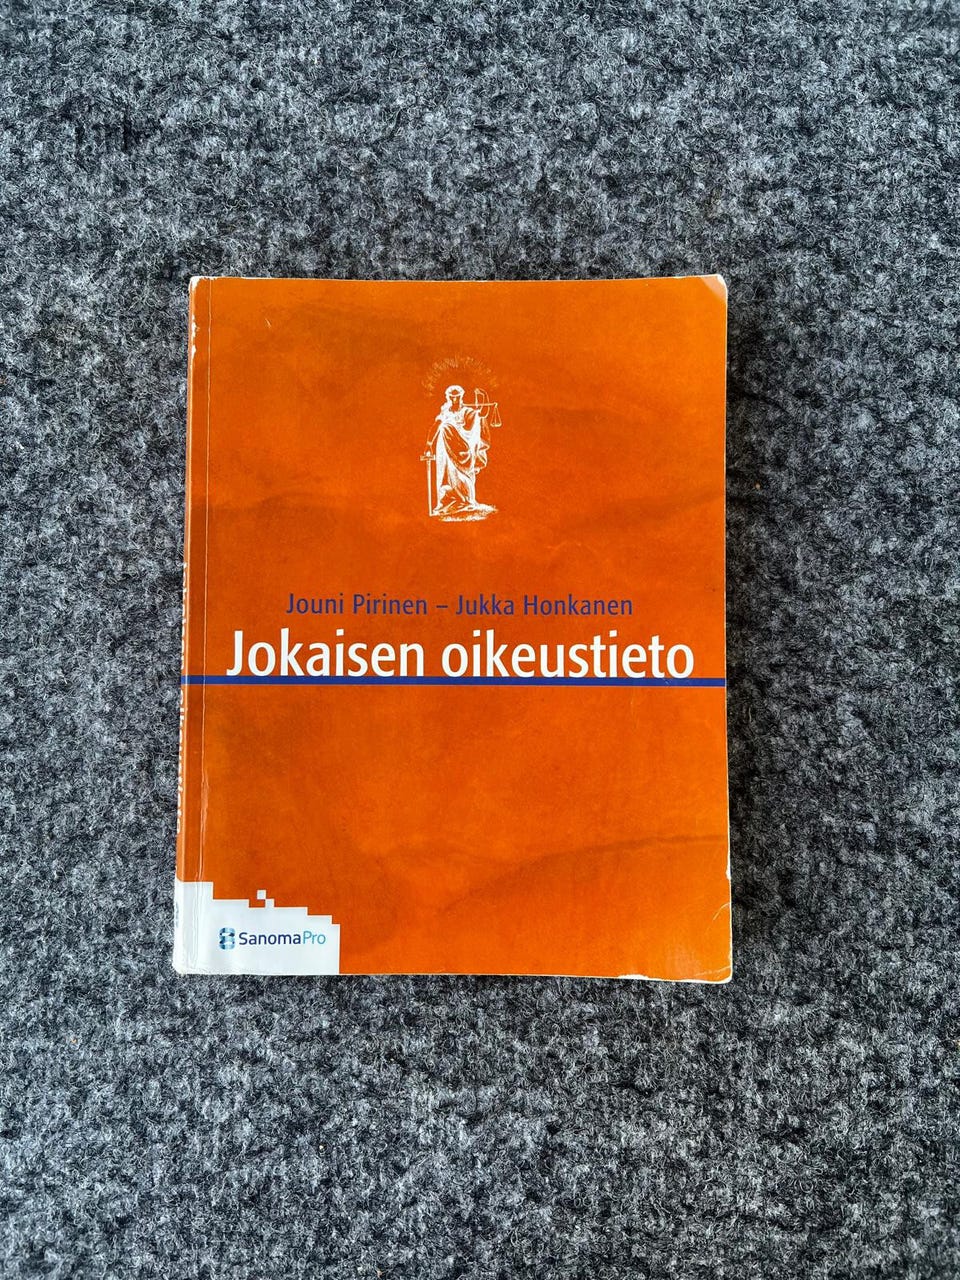 Jouni Pirinen – Jukka Honkanen
Jokaisen oikeustieto
SanomaPro